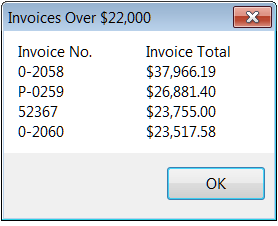 Invoices Over $22,000
Invoice No. Invoice Total
0-2058 $37,966.19
P-0259 $26,881.40
52367 $23,755.00
0-2060 $23,517.58
OK